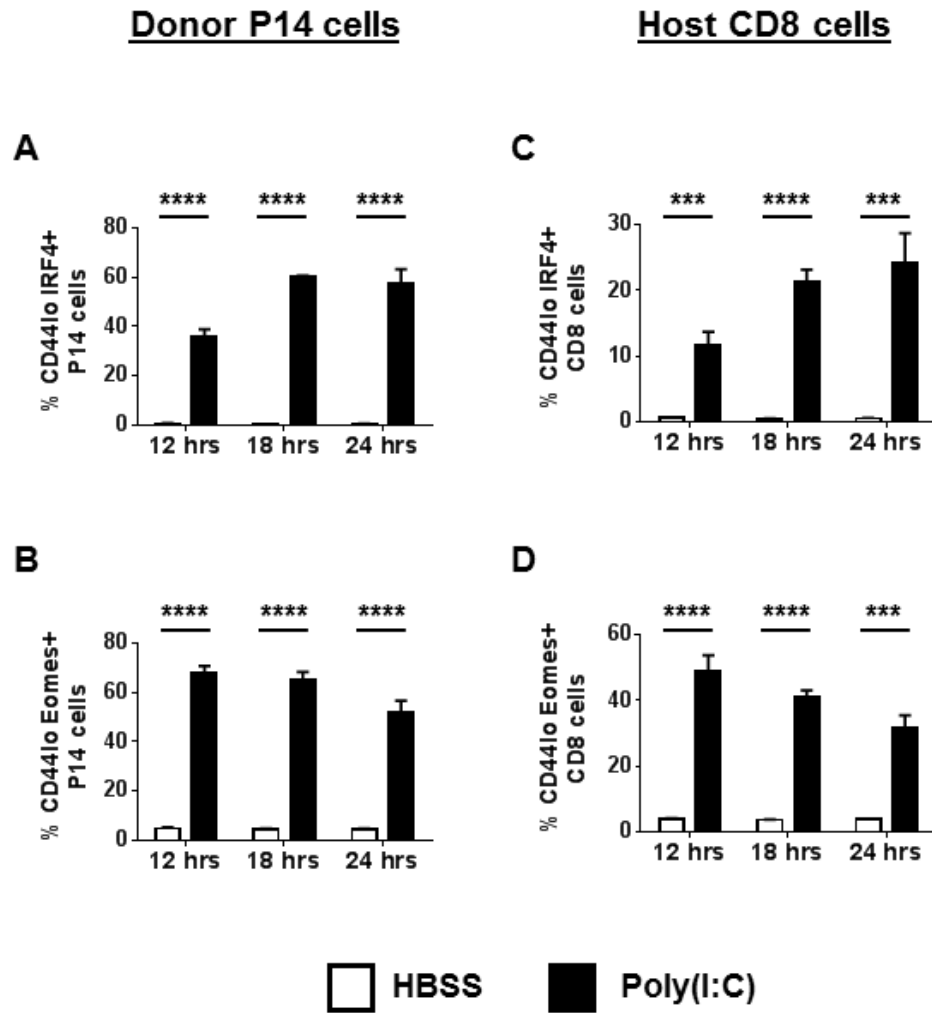 Donor P14 cells
Host CD8 cells
A
**** **** ****
% CD44lo IRF4+
P14 cells
80
60
40
20
0
12 hrs 18 hrs 24 hrs
C
*** **** ***
% CD44lo IRF4+
CD8 cells
30
20
10
0
12 hrs 18 hrs 24 hrs
B
**** **** ****
% CD44lo Eomes+
P14 cells
80
60
40
20
0
12 hrs 18 hrs 24 hrs
D
**** **** ***
% CD44lo Eomes+
CD8 cells
60
40
20
0
12 hrs 18 hrs 24 hrs
HBSS Poly(I:C)